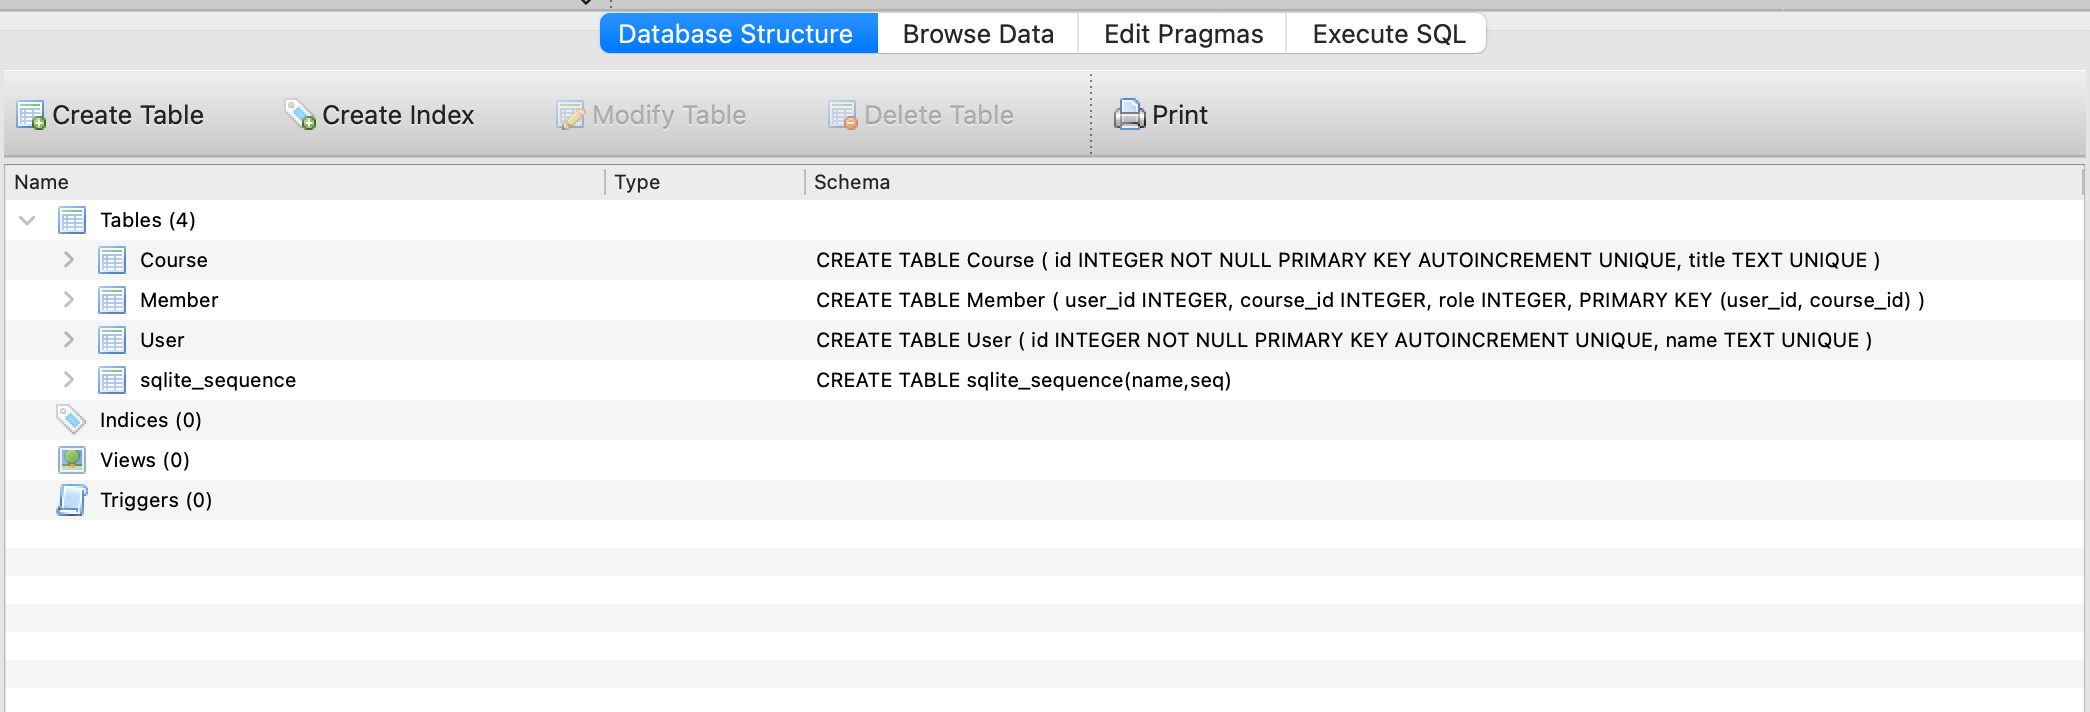 Database Structure Browse Data Edit Pragmas Execute SQL
Create Table Create Index Modify Table Delete Table Print
Name Type Schema
Tables (4)
Course CREATE TABLE Course ( id INTEGER NOT NULL PRIMARY KEY AUTOINCREMENT UNIQUE, title TEXT UNIQUE )
Member CREATE TABLE Member ( user_id INTEGER, course_id INTEGER, role INTEGER, PRIMARY KEY (user_id, course_id) )
User CREATE TABLE User ( id INTEGER NOT NULL PRIMARY KEY AUTOINCREMENT UNIQUE, name TEXT UNIQUE )
sqlite_sequence CREATE TABLE sqlite_sequence(name,seq)
Indices (0)
Views (0)
Triggers (0)